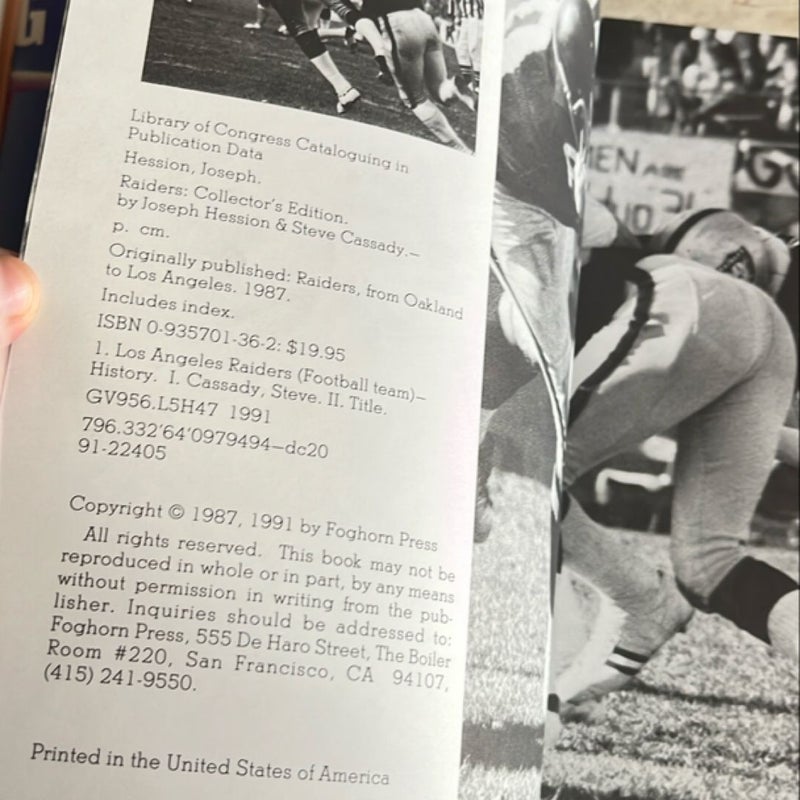 Library of Congress Cataloguing in
Publication Data
Hession, Joseph.
Raiders: Collector's Edition.
by Joseph Hession & Steve Cassady.—
p. cm.
Originally published: Raiders, from Oakland
to Los Angeles. 1987.
Includes index.
ISBN 0-935701-36-2: $19.95
1. Los Angeles Raiders (Football team)—
History. I. Cassady, Steve. II. Title.
GV956.L5H47 1991
796.332'64'0979494—dc20
91-22405
Copyright © 1987, 1991 by Foghorn Press
All rights reserved. This book may not be
reproduced in whole or in part, by any means
without permission in writing from the pub-
lisher. Inquiries should be addressed to:
Foghorn Press, 555 De Haro Street, The Boiler
Room #220, San Francisco, CA 94107,
(415) 241-9550.
Printed in the United States of America
MEN ARE